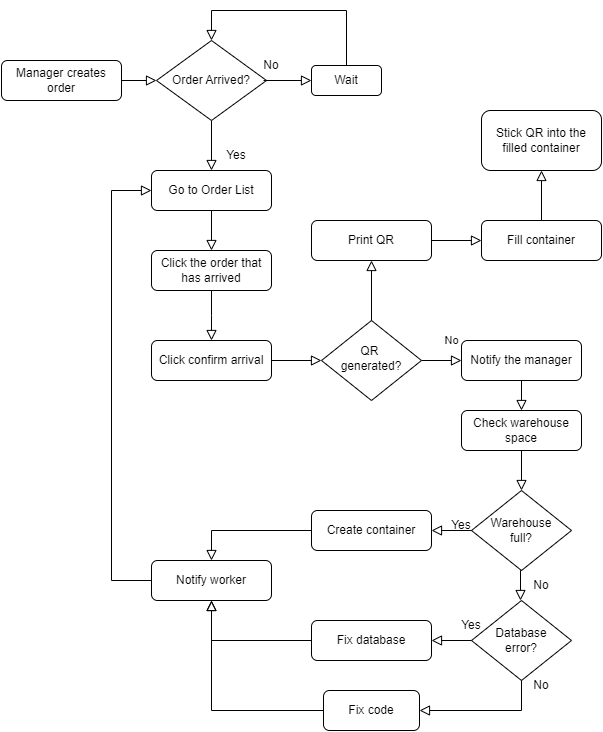 Manager creates
order
Order Arrived?
No
Wait
Yes
Go to Order List
Click the order that
has arrived
Click confirm arrival
QR
generated?
Print QR
Fill container
Stick QR into the
filled container
No
Notify the manager
Check warehouse
space
Warehouse
full?
Yes
Create container
Notify worker
No
Database
error?
Yes
Fix database
No
Fix code